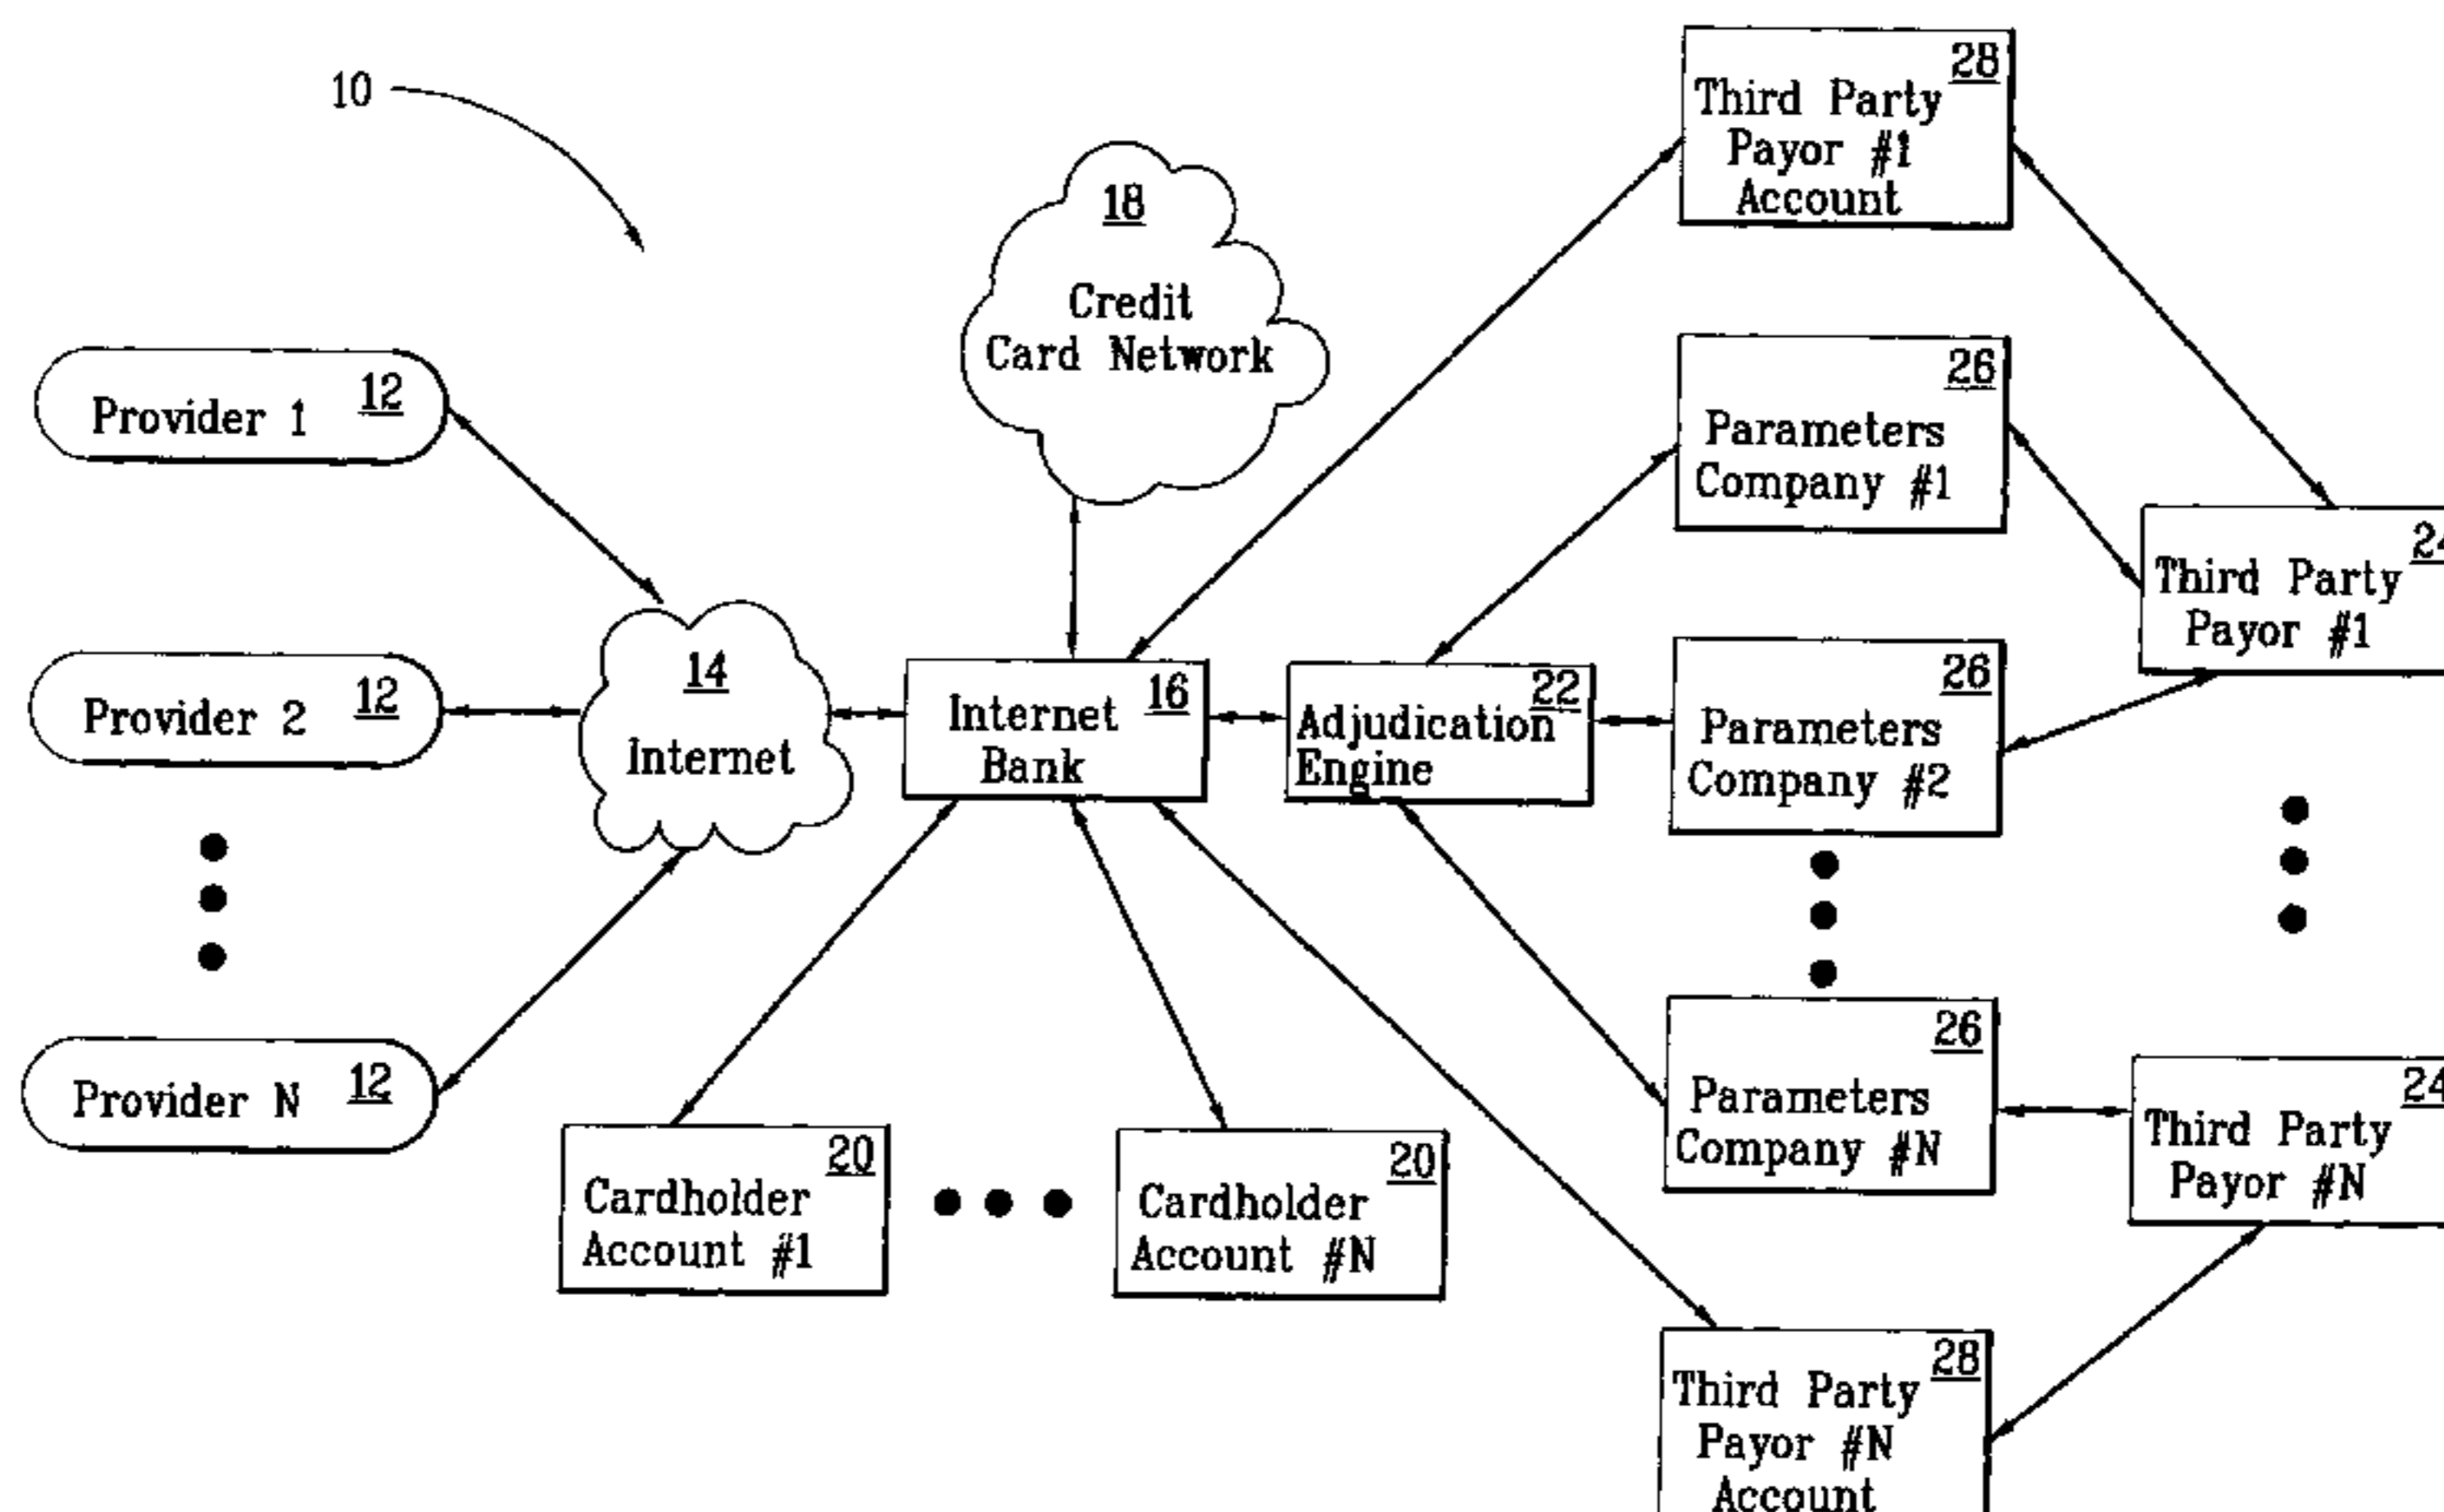 10
28
Third Party
Payor #1
Account
18
Credit
Card Network
26
Parameters
Company #1
12
Provider 1
24
Third Party
Payor #1
14
Internet
16
Internet
Bank
22
Adjudication
Engine
26
Parameters
Company #2
12
Provider 2
12
Provider N
20
Cardholder
Account #1
20
Cardholder
Account #N
26
Parameters
Company #N
24
Third Party
Payor #N
28
Third Party
Payor #N
Account